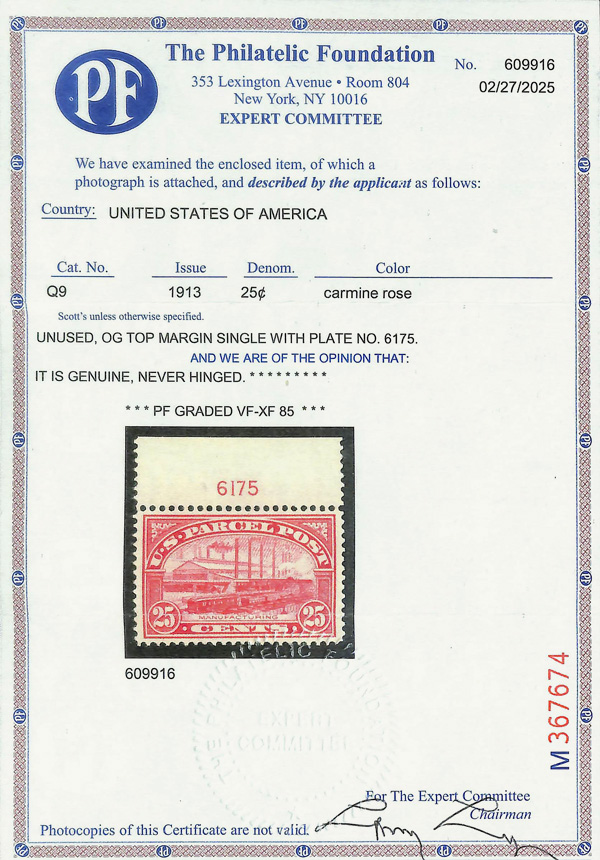 PF
The Philatelic Foundation
No. 609916
353 Lexington Avenue • Room 804
02/27/2025
New York, NY 10016
EXPERT COMMITTEE
We have examined the enclosed item, of which a
photograph is attached, and described by the applicant as follows:
Country: UNITED STATES OF AMERICA
Cat. No. Issue Denom. Color
Q9 1913 25¢ carmine rose
Scott's unless otherwise specified.
UNUSED, OG TOP MARGIN SINGLE WITH PLATE NO. 6175.
AND WE ARE OF THE OPINION THAT:
IT IS GENUINE, NEVER HINGED. * * * * * * * * *
* * * PF GRADED VF-XF 85 * * *
6175
U.S. PARCEL POST
25 MANUFACTURING 25
CENTS
609916
EXPERT
COMMITTEE
M 367674
For The Expert Committee
Chairman
Photocopies of this Certificate are not valid.